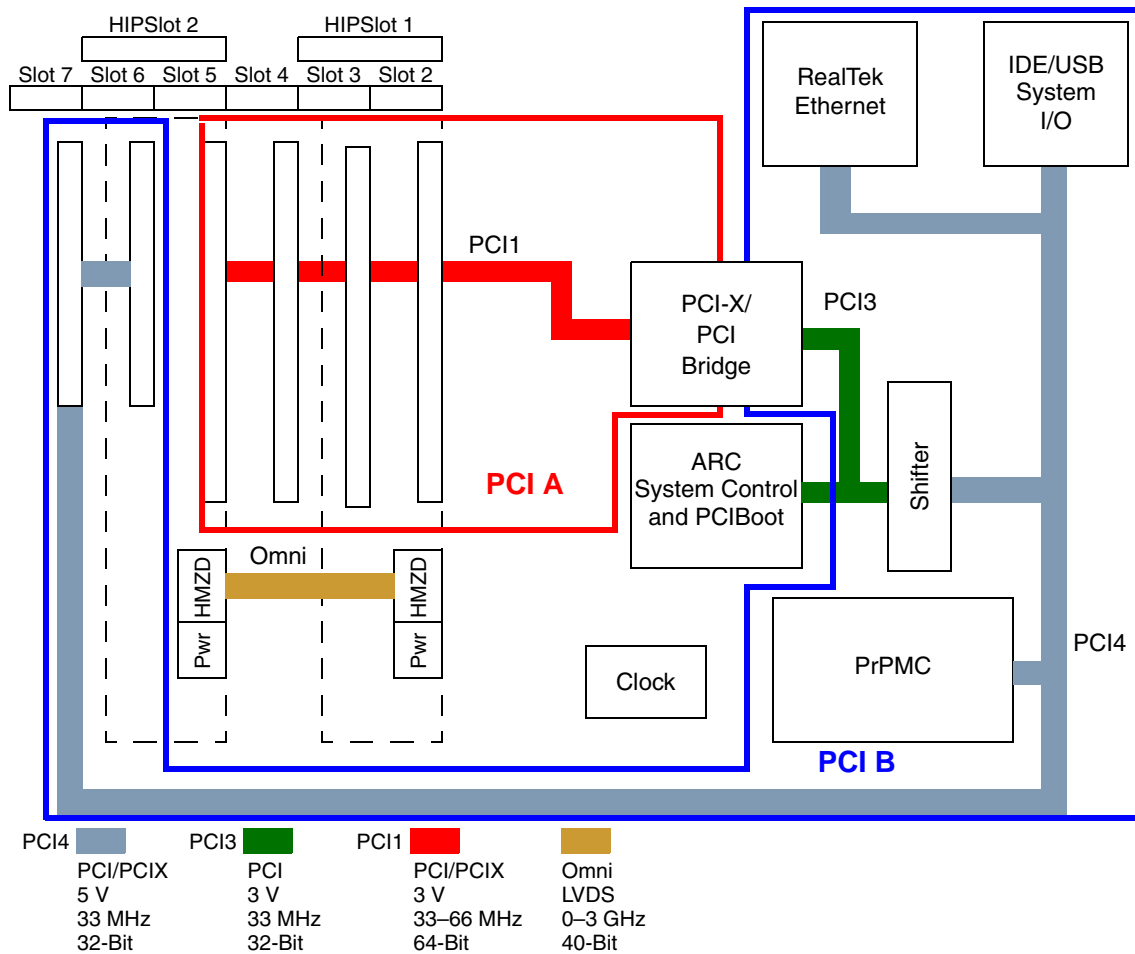 HIPSlot 2
HIPSlot 1
Slot 7
Slot 6
Slot 5
Slot 4
Slot 3
Slot 2
RealTek
Ethernet
IDE/USB
System
I/O
PCI1
PCI-X/
PCI
Bridge
PCI3
PCI A
ARC
System Control
and PCIBoot
Shifter
Omni
HMZD
Pwr
HMZD
Pwr
Clock
PrPMC
PCI4
PCI B
PCI4
PCI/PCIX
5 V
33 MHz
32-Bit
PCI3
PCI
3 V
33 MHz
32-Bit
PCI1
PCI/PCIX
3 V
33–66 MHz
64-Bit
Omni
LVDS
0–3 GHz
40-Bit